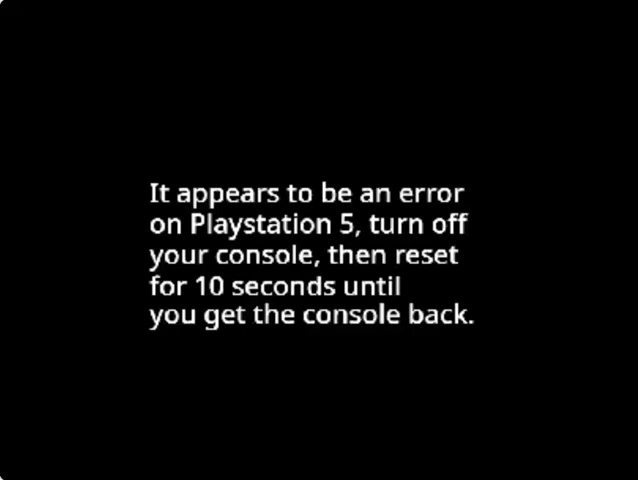 It appears to be an error
on Playstation 5, turn off
your console, then reset
for 10 seconds until
you get the console back.